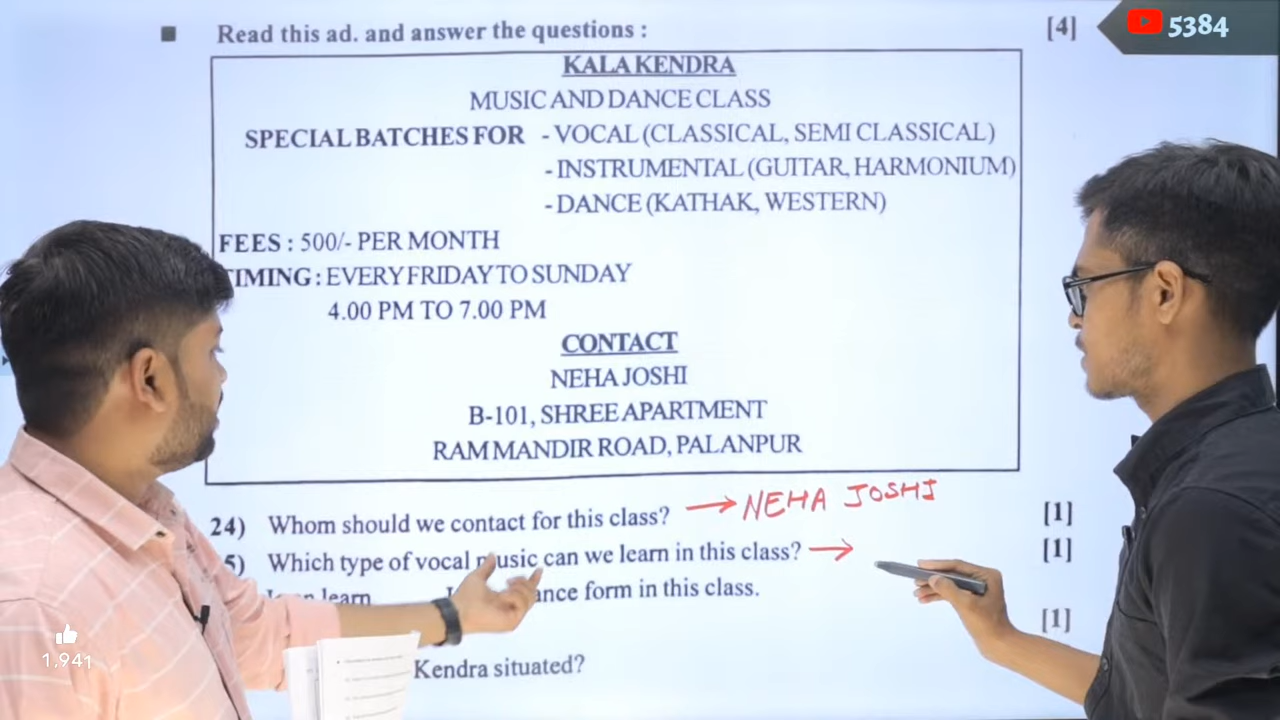 ■ Read this ad. and answer the questions : [4]
5384
KALA KENDRA
MUSIC AND DANCE CLASS
SPECIAL BATCHES FOR - VOCAL (CLASSICAL, SEMI CLASSICAL)
- INSTRUMENTAL (GUITAR, HARMONIUM)
- DANCE (KATHAK, WESTERN)
FEES : 500/- PER MONTH
TIMING : EVERY FRIDAY TO SUNDAY
4.00 PM TO 7.00 PM
CONTACT
NEHA JOSHI
B-101, SHREE APARTMENT
RAM MANDIR ROAD, PALANPUR
24) Whom should we contact for this class? → NEHA JOSHI [1]
5) Which type of vocal music can we learn in this class? → [1]
learn form in this class.
[1]
Kendra situated?
1,941